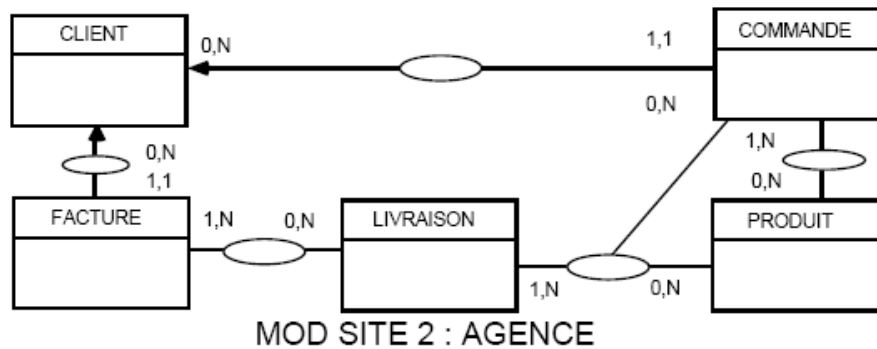 CLIENT
COMMANDE
0,N
1,1
0,N
0,N
1,1
1,N
0,N
FACTURE
1,N
0,N
LIVRAISON
PRODUIT
1,N
0,N
MOD SITE 2 : AGENCE